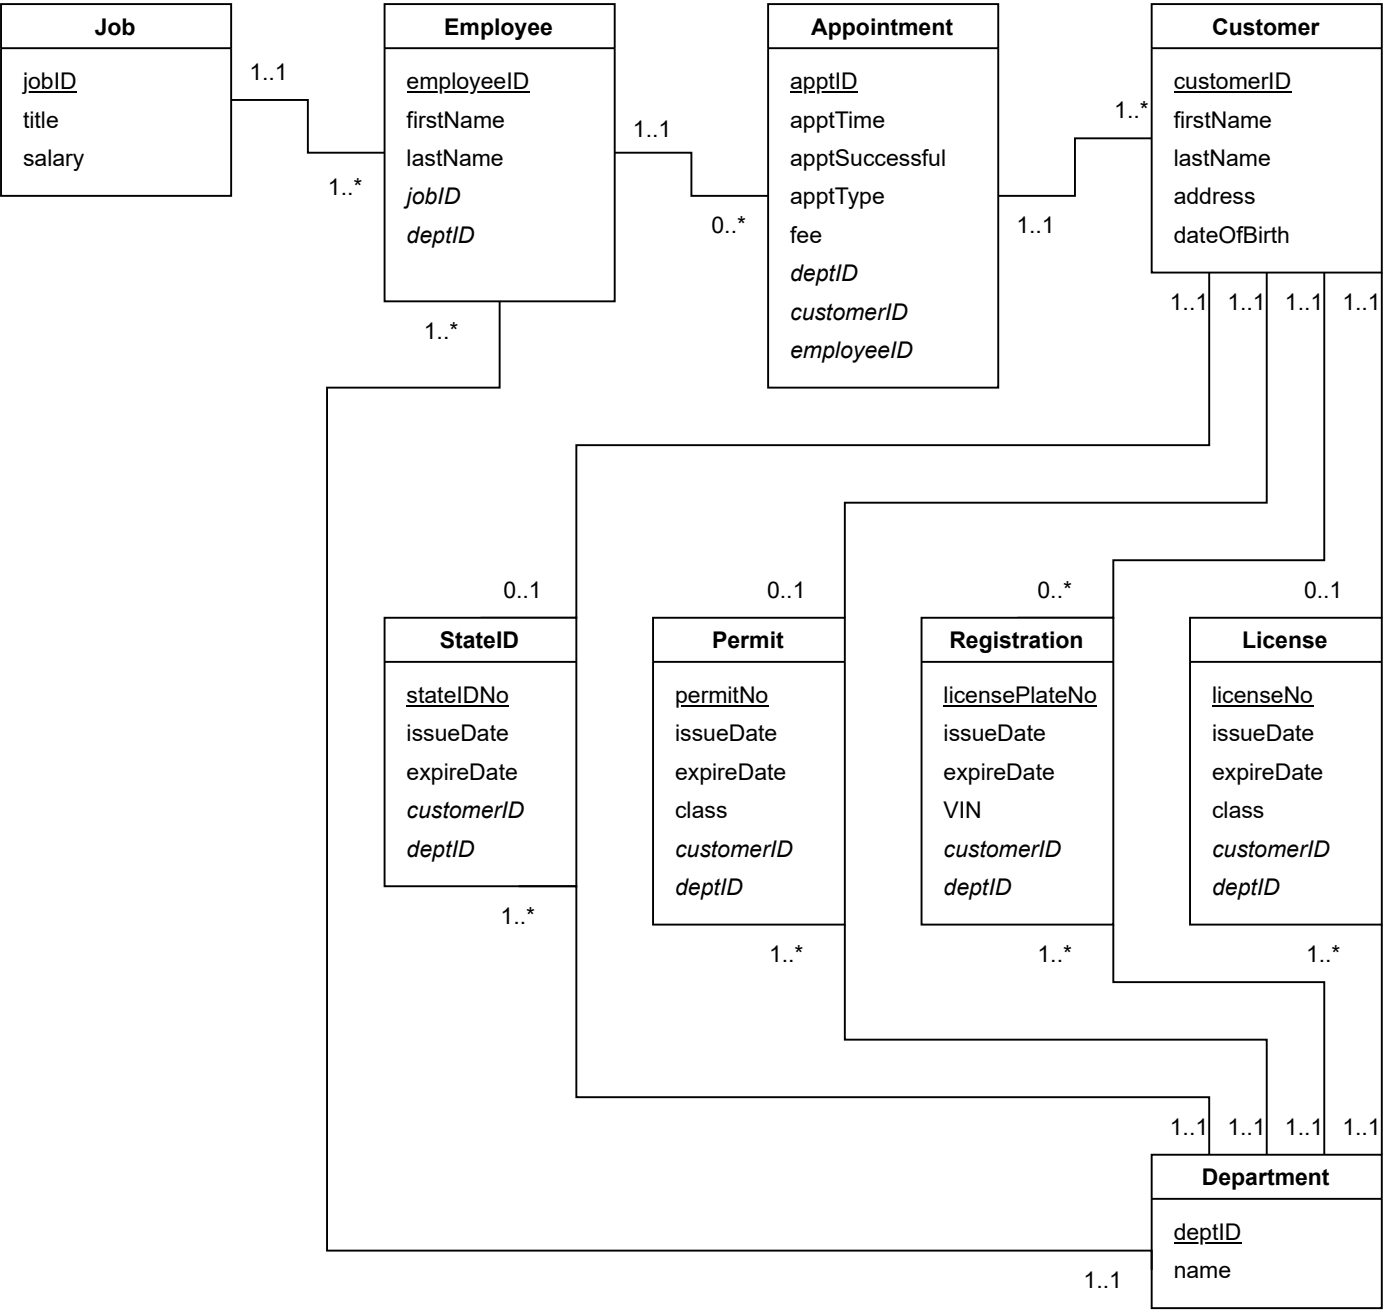 Job
jobID
title
salary
1..1
1..*
Employee
employeeID
firstName
lastName
jobID
deptID
1..1
0..*
1..*
Appointment
apptID
apptTime
apptSuccessful
apptType
fee
deptID
customerID
employeeID
1..*
1..1
Customer
customerID
firstName
lastName
address
dateOfBirth
1..1
1..1
1..1
1..1
0..1
0..1
0..*
0..1
StateID
stateIDNo
issueDate
expireDate
customerID
deptID
1..*
Permit
permitNo
issueDate
expireDate
class
customerID
deptID
1..*
Registration
licensePlateNo
issueDate
expireDate
VIN
customerID
deptID
1..*
License
licenseNo
issueDate
expireDate
class
customerID
deptID
1..*
1..1
1..1
1..1
1..1
Department
deptID
name
1..1